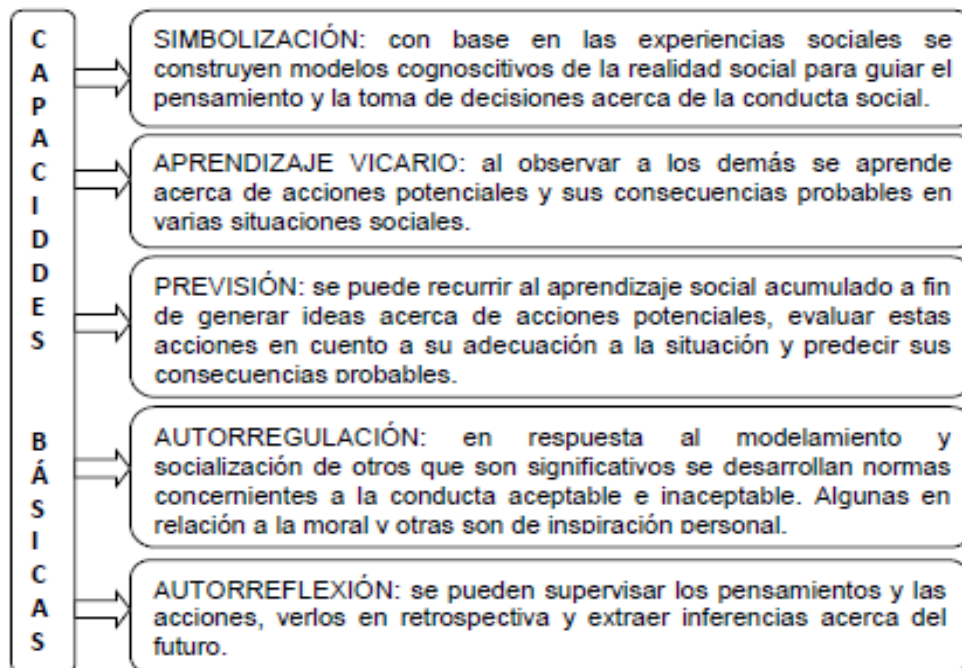 CAPACIDDES BÁSICAS
SIMBOLIZACIÓN: con base en las experiencias sociales se
construyen modelos cognoscitivos de la realidad social para guiar el
pensamiento y la toma de decisiones acerca de la conducta social.
APRENDIZAJE VICARIO: al observar a los demás se aprende
acerca de acciones potenciales y sus consecuencias probables en
varias situaciones sociales.
PREVISIÓN: se puede recurrir al aprendizaje social acumulado a fin
de generar ideas acerca de acciones potenciales, evaluar estas
acciones en cuento a su adecuación a la situación y predecir sus
consecuencias probables.
AUTORREGULACIÓN: en respuesta al modelamiento y
socialización de otros que son significativos se desarrollan normas
concernientes a la conducta aceptable e inaceptable. Algunas en
relación a la moral y otras son de inspiración personal.
AUTORREFLEXIÓN: se pueden supervisar los pensamientos y las
acciones, verlos en retrospectiva y extraer inferencias acerca del
futuro.